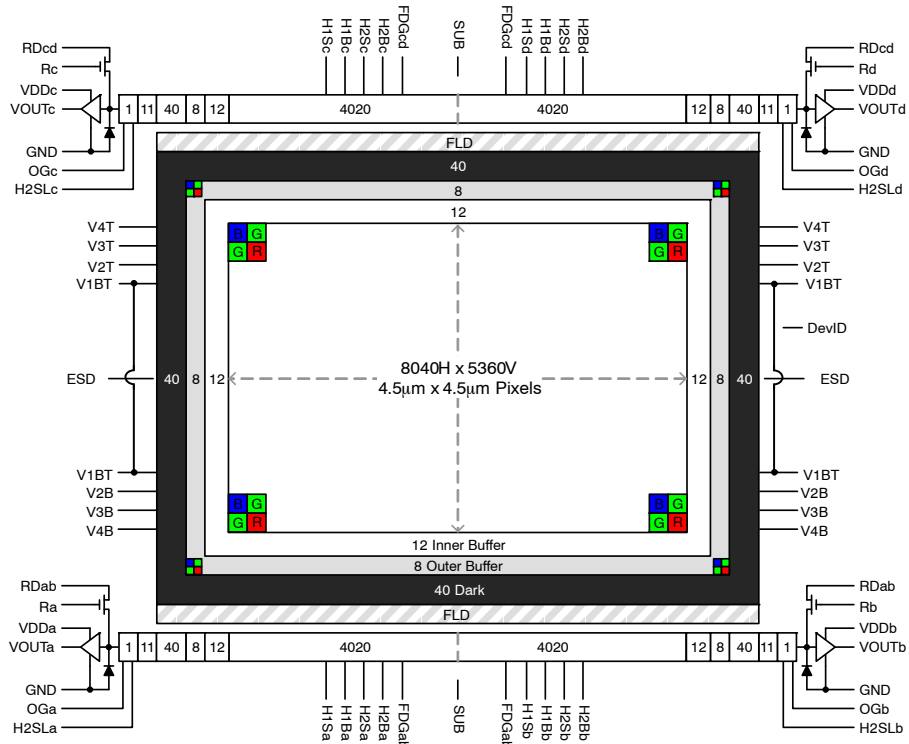 H1Sc H1Bc H2Sc H2Bc FDGcd SUB FDGcd H1Sd H1Bd H2Sd H2Bd
RDcd RDcd
Rc Rd
VDDc VDDd
VOUTc 1 11 40 8 12 4020 4020 12 8 40 11 1 VOUTd
GND FLD GND
OGc 40 OGd
H2SLc 8 H2SLd
12
V4T B G B G V4T
V3T G R G R V3T
V2T V2T
V1BT V1BT
DevID
8040H x 5360V
ESD 40 8 12 12 8 40 ESD
4.5μm x 4.5μm Pixels
V1BT V1BT
V2B B G B G V2B
V3B G R G R V3B
V4B V4B
12 Inner Buffer
8 Outer Buffer
RDab 40 Dark RDab
Ra FLD Rb
VDDa VDDb
VOUTa 1 11 40 8 12 4020 4020 12 8 40 11 1 VOUTb
GND GND
OGa OGb
H2SLa H2SLb
H1Sa H1Ba H2Sa H2Ba FDGab SUB FDGab H1Sb H1Bb H2Sb H2Bb